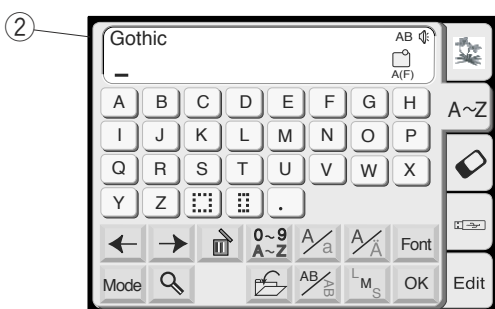 2
Gothic AB
A(F)
A B C D E F G H A~Z
I J K L M N O P
Q R S T U V W X
Y Z .
0~9 A~Z A/a A/Ä Font
Mode AB/AB L M S OK Edit